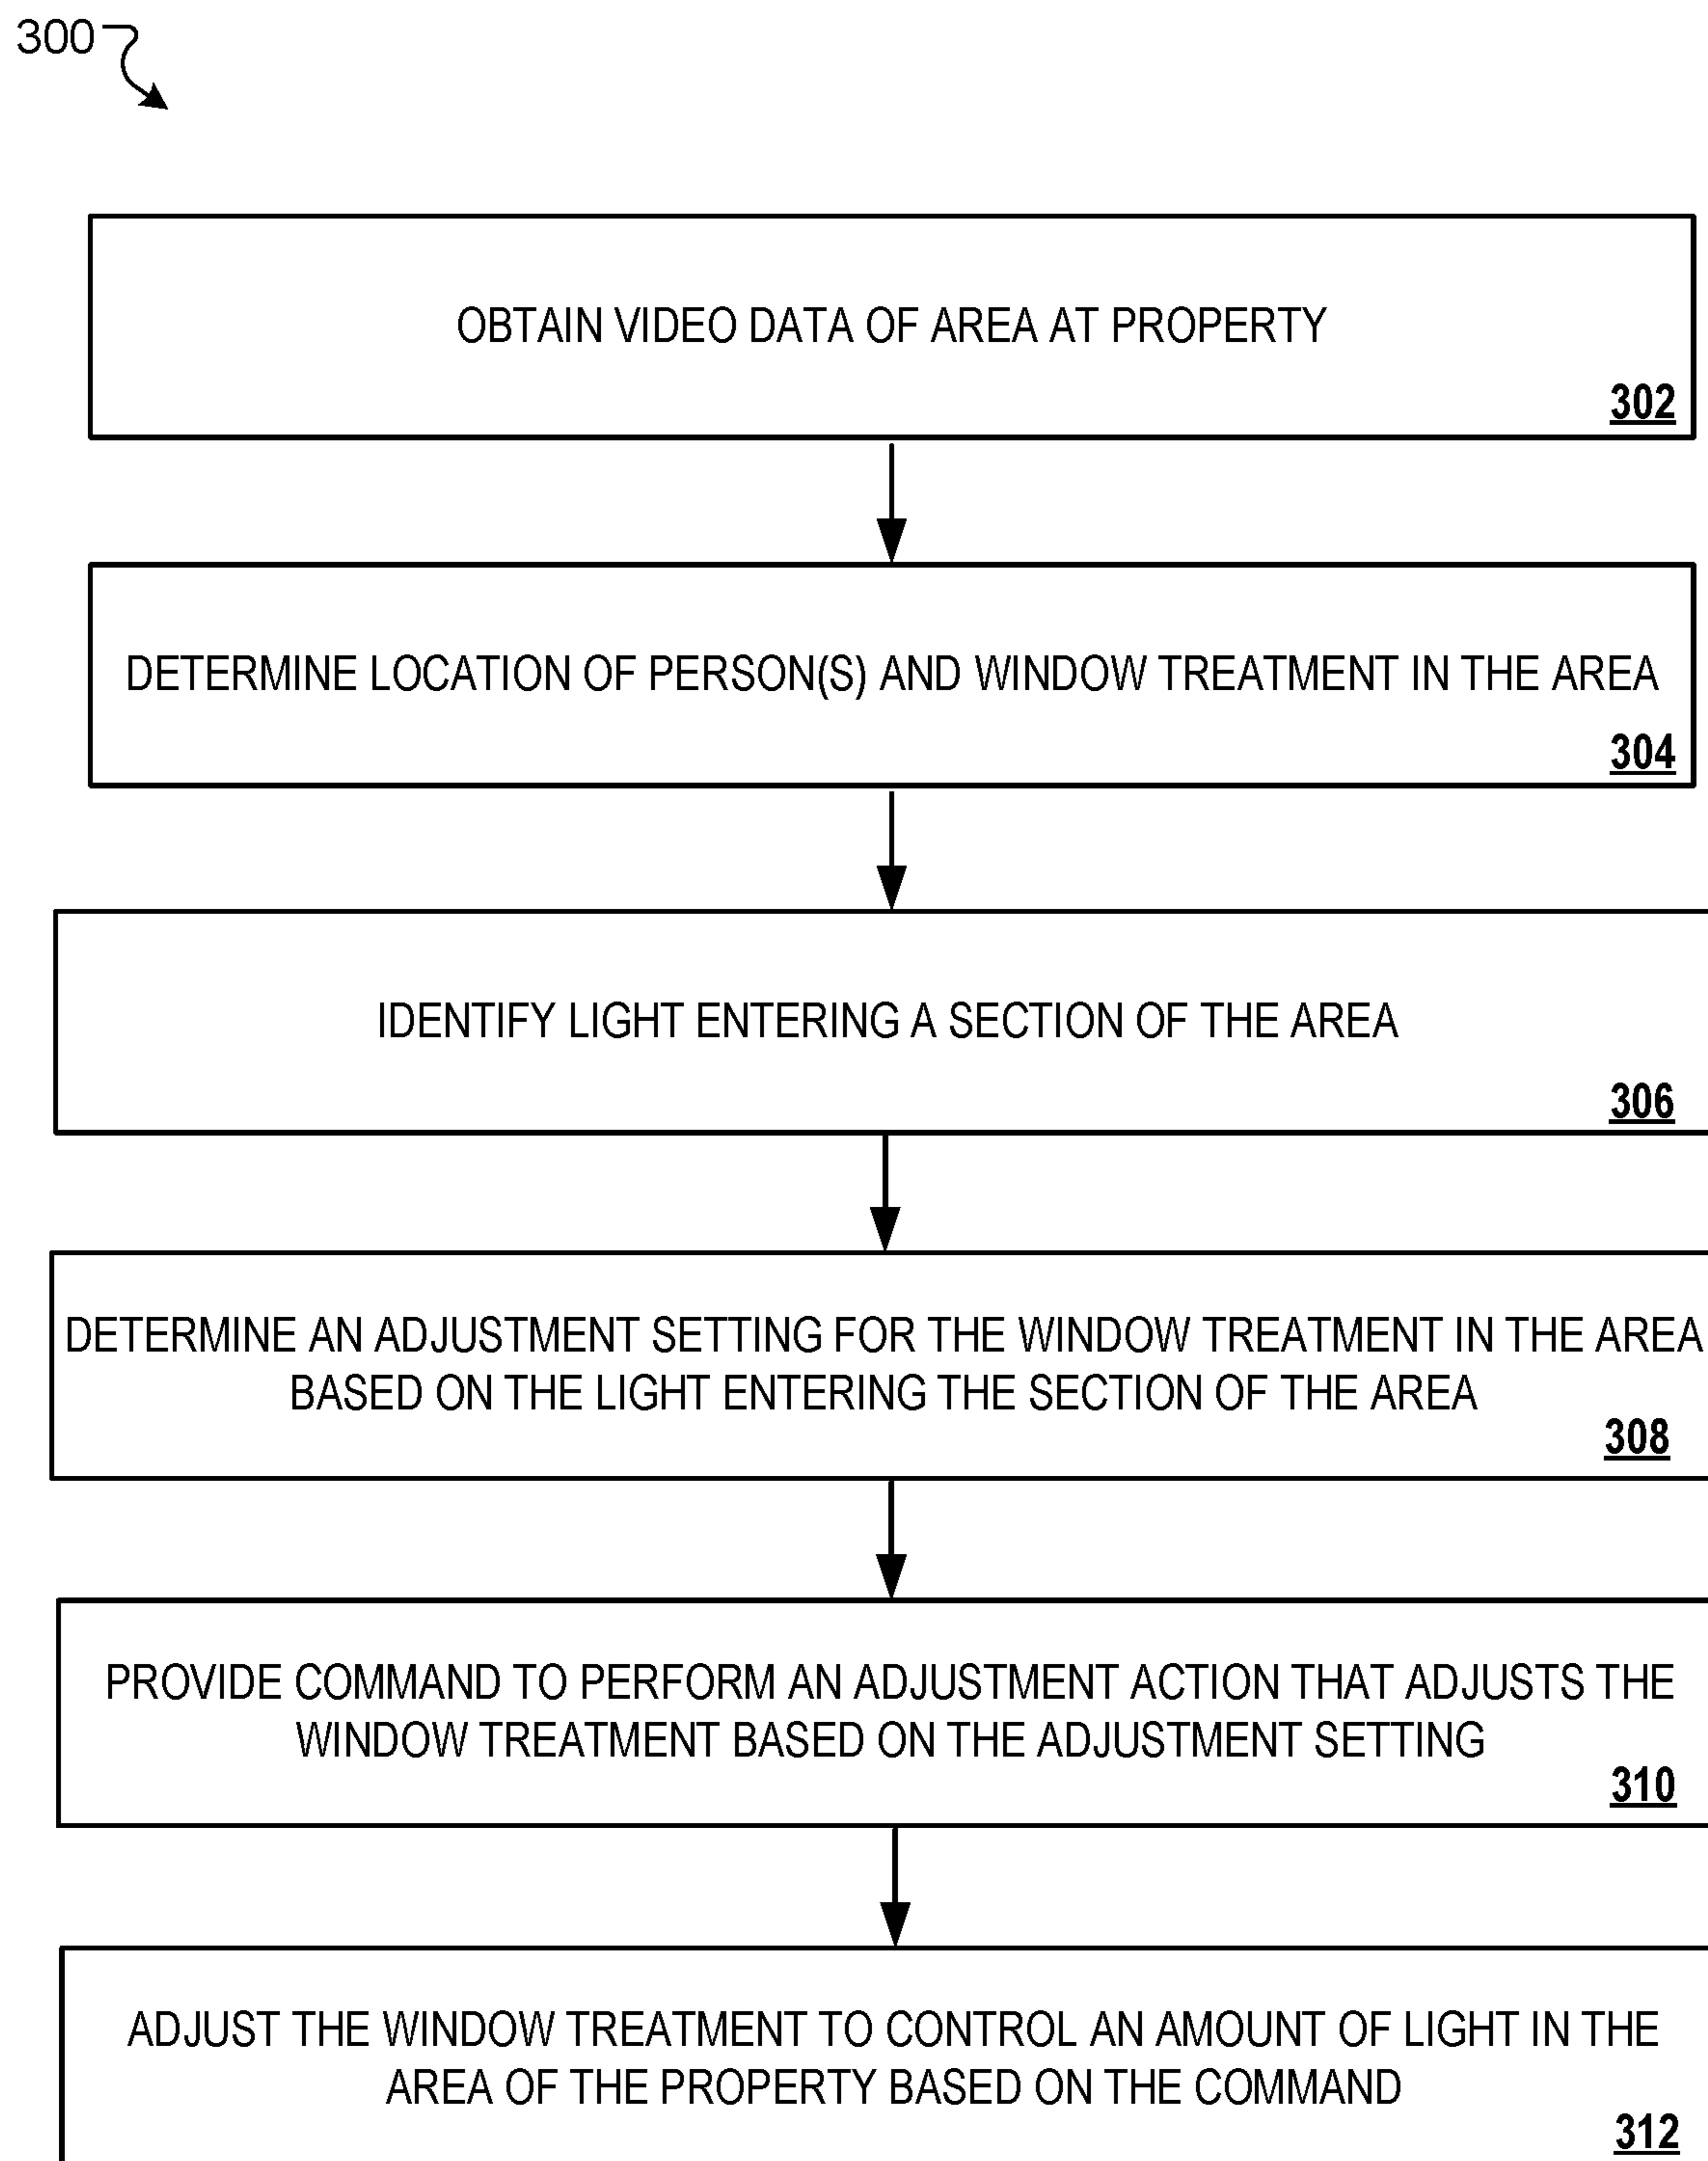 300
OBTAIN VIDEO DATA OF AREA AT PROPERTY
302
DETERMINE LOCATION OF PERSON(S) AND WINDOW TREATMENT IN THE AREA
304
IDENTIFY LIGHT ENTERING A SECTION OF THE AREA
306
DETERMINE AN ADJUSTMENT SETTING FOR THE WINDOW TREATMENT IN THE AREA
BASED ON THE LIGHT ENTERING THE SECTION OF THE AREA
308
PROVIDE COMMAND TO PERFORM AN ADJUSTMENT ACTION THAT ADJUSTS THE
WINDOW TREATMENT BASED ON THE ADJUSTMENT SETTING
310
ADJUST THE WINDOW TREATMENT TO CONTROL AN AMOUNT OF LIGHT IN THE
AREA OF THE PROPERTY BASED ON THE COMMAND
312